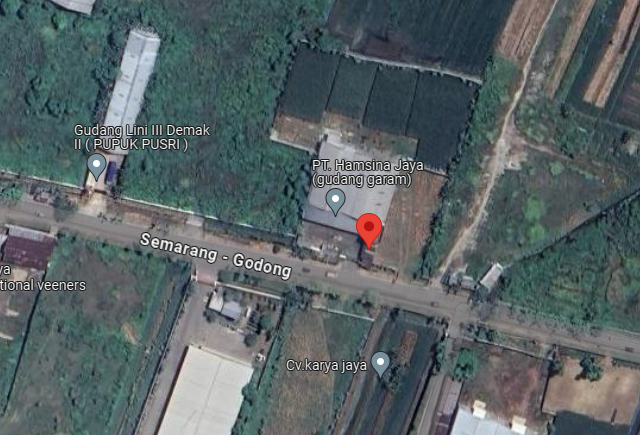 Gudang Lini III Demak
II ( PUPUK PUSRI )
PT. Hamsina Jaya
(gudang garam)
Semarang - Godong
ya
tional veeners
Cv.karya jaya